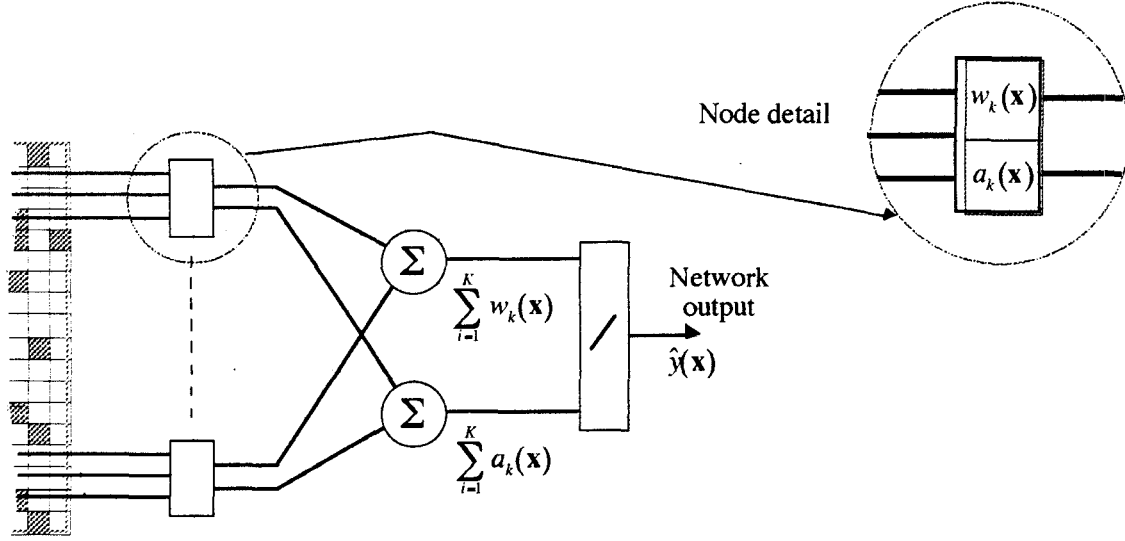 Node detail
w_k(x)
a_k(x)
Σ
K
∑ w_k(x)
i=1
Network
output
ŷ(x)
Σ
K
∑ a_k(x)
i=1